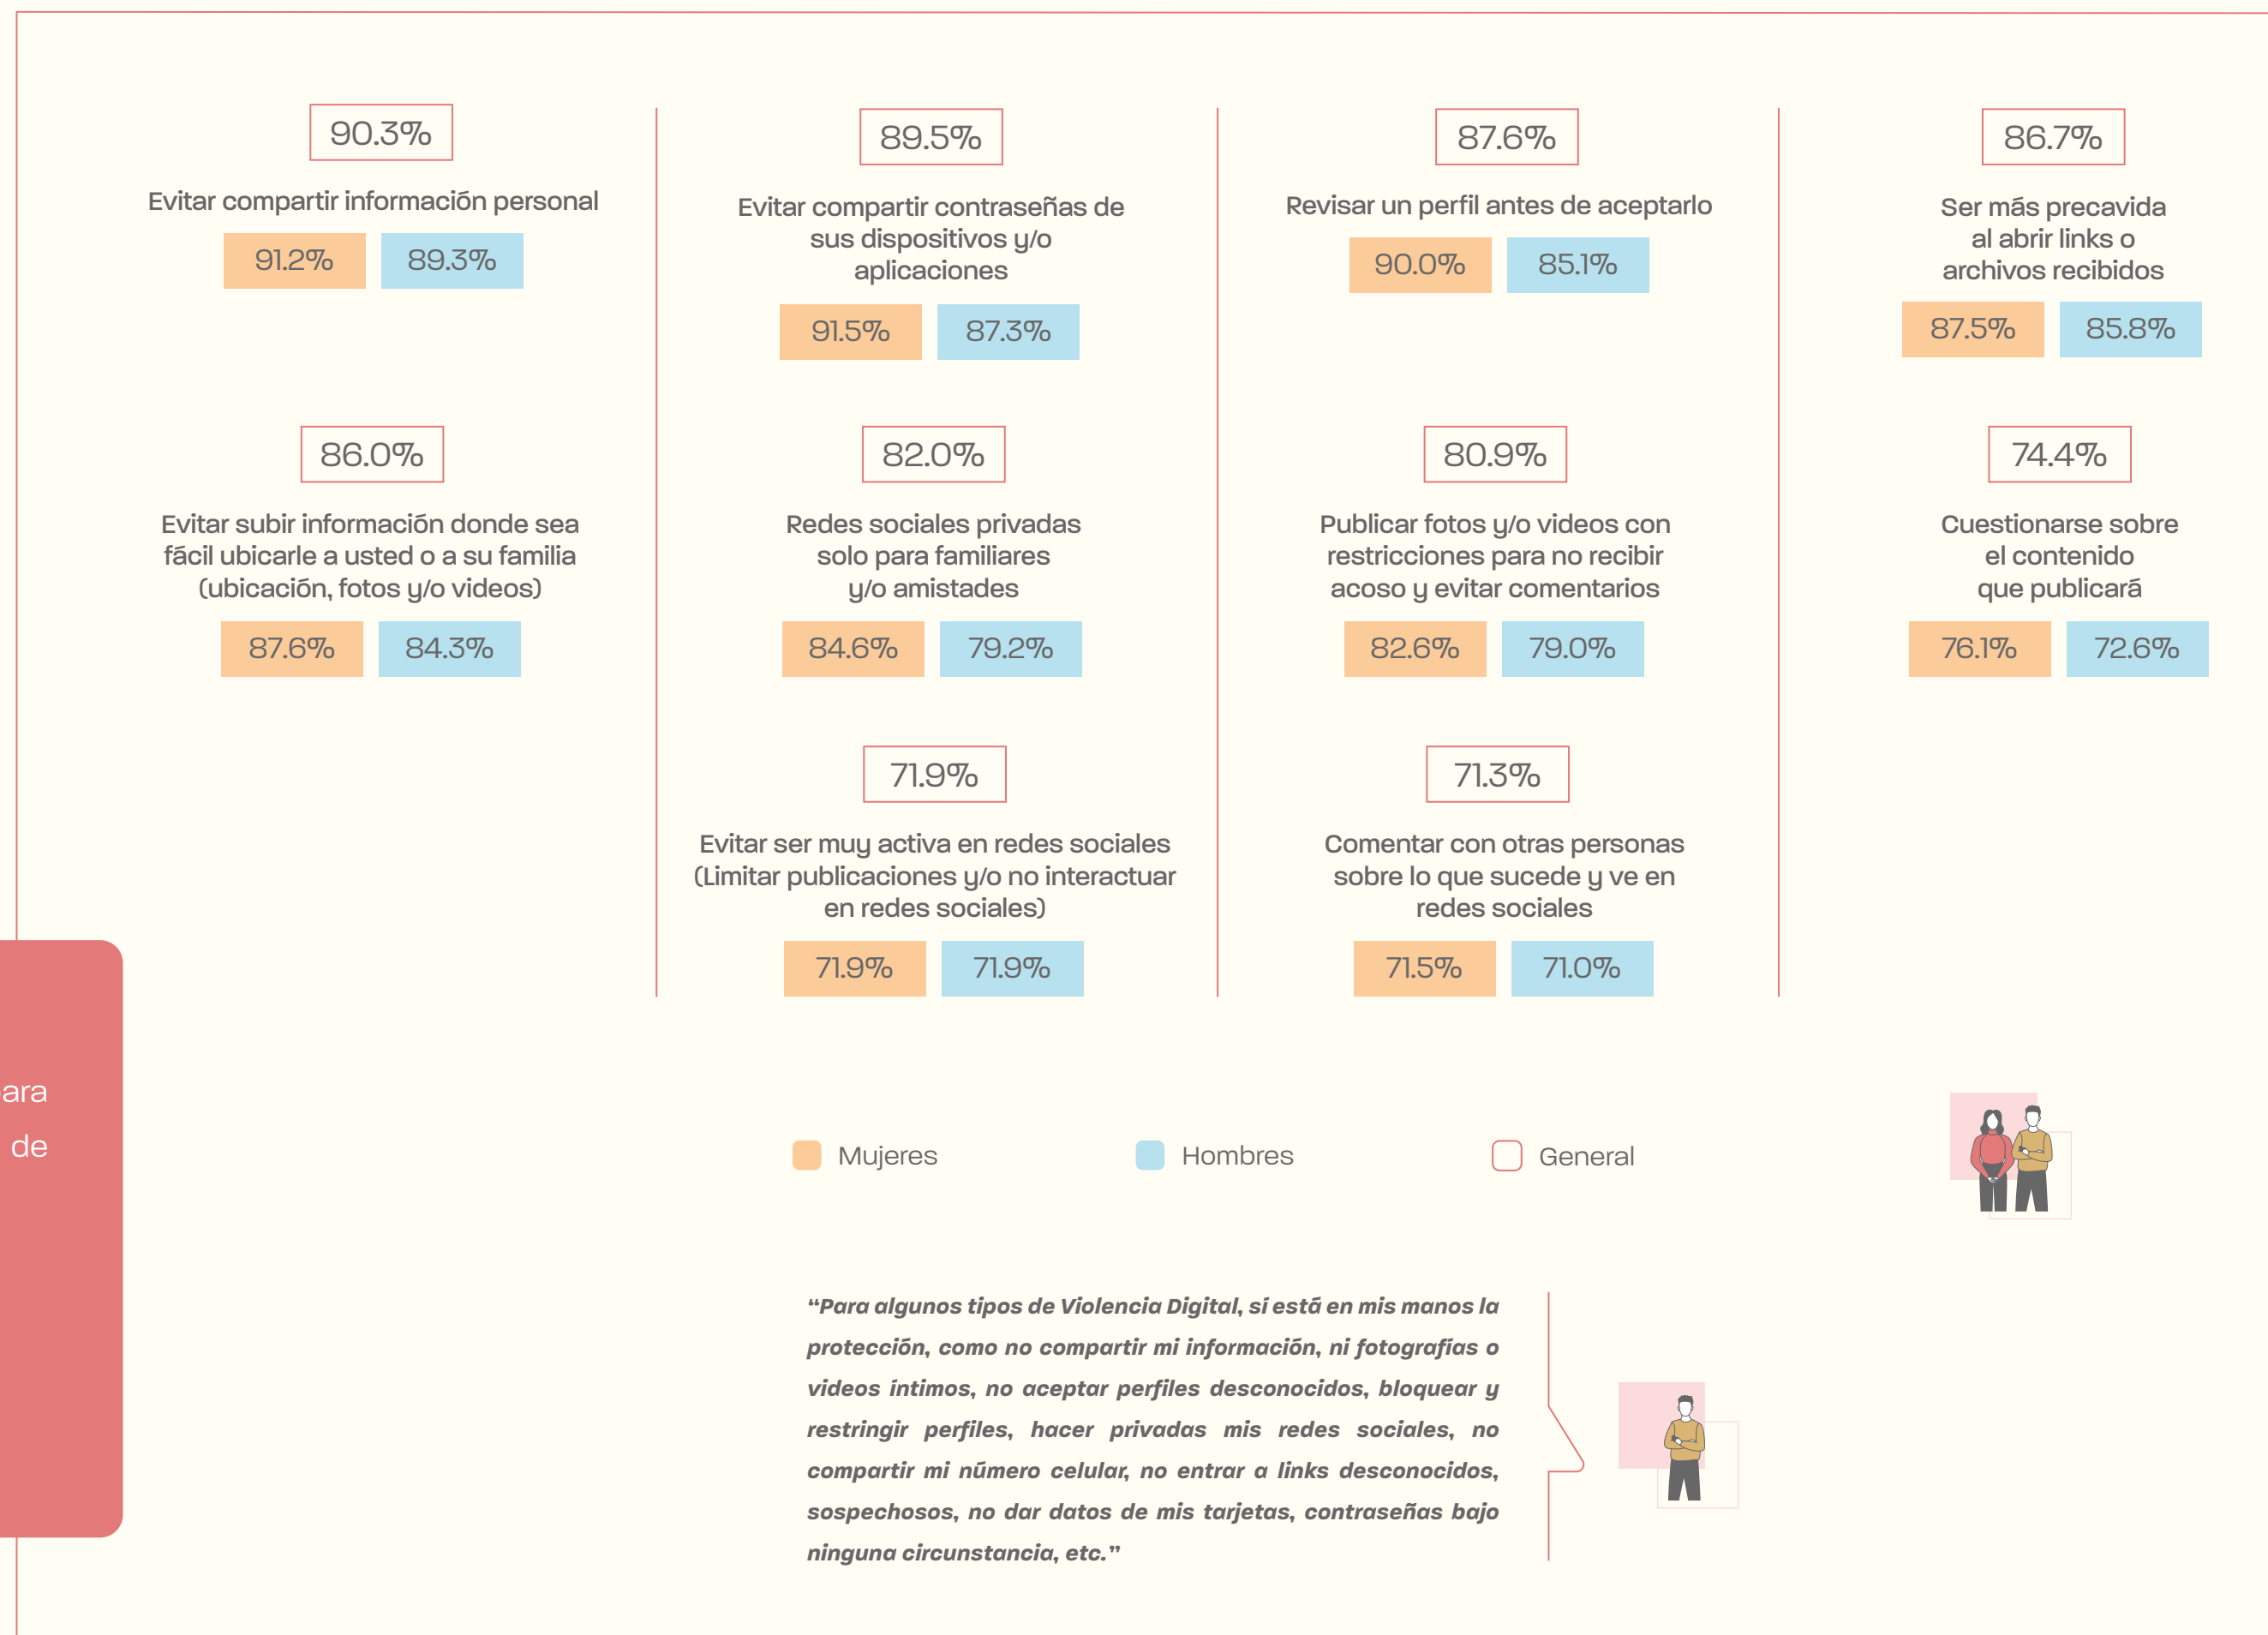 90.3%
Evitar compartir información personal
91.2% 89.3%
89.5%
Evitar compartir contraseñas de
sus dispositivos y/o
aplicaciones
91.5% 87.3%
87.6%
Revisar un perfil antes de aceptarlo
90.0% 85.1%
86.7%
Ser más precavida
al abrir links o
archivos recibidos
87.5% 85.8%
86.0%
Evitar subir información donde sea
fácil ubicarle a usted o a su familia
(ubicación, fotos y/o videos)
87.6% 84.3%
82.0%
Redes sociales privadas
solo para familiares
y/o amistades
84.6% 79.2%
80.9%
Publicar fotos y/o videos con
restricciones para no recibir
acoso y evitar comentarios
82.6% 79.0%
74.4%
Cuestionarse sobre
el contenido
que publicará
76.1% 72.6%
71.9%
Evitar ser muy activa en redes sociales
(Limitar publicaciones y/o no interactuar
en redes sociales)
71.9% 71.9%
71.3%
Comentar con otras personas
sobre lo que sucede y ve en
redes sociales
71.5% 71.0%
ara
de
Mujeres Hombres General
“Para algunos tipos de Violencia Digital, sí está en mis manos la
protección, como no compartir mi información, ni fotografías o
videos íntimos, no aceptar perfiles desconocidos, bloquear y
restringir perfiles, hacer privadas mis redes sociales, no
compartir mi número celular, no entrar a links desconocidos,
sospechosos, no dar datos de mis tarjetas, contraseñas bajo
ninguna circunstancia, etc.”